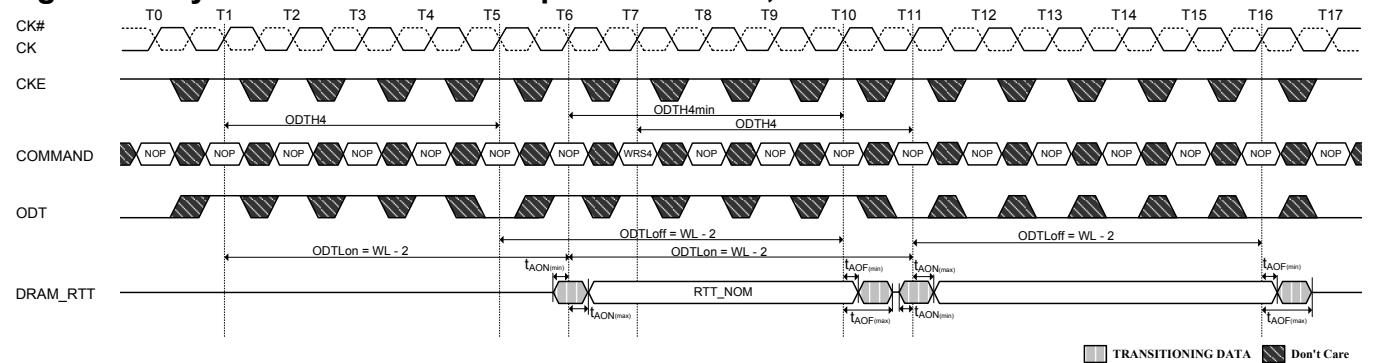 T0 T1 T2 T3 T4 T5 T6 T7 T8 T9 T10 T11 T12 T13 T14 T15 T16 T17
CK#
CK
CKE
ODTH4min
ODTH4 ODTH4
COMMAND NOP NOP NOP NOP NOP NOP NOP WRS4 NOP NOP NOP NOP NOP NOP NOP NOP NOP NOP
ODT
ODTLoff = WL - 2 ODTLoff = WL - 2
ODTLon = WL - 2 ODTLon = WL - 2
tAON(min) tAOF(min) tAON(max) tAOF(min)
DRAM_RTT RTT_NOM
tAON(max) tAOF(max) tAON(min) tAOF(max)
TRANSITIONING DATA Don't Care